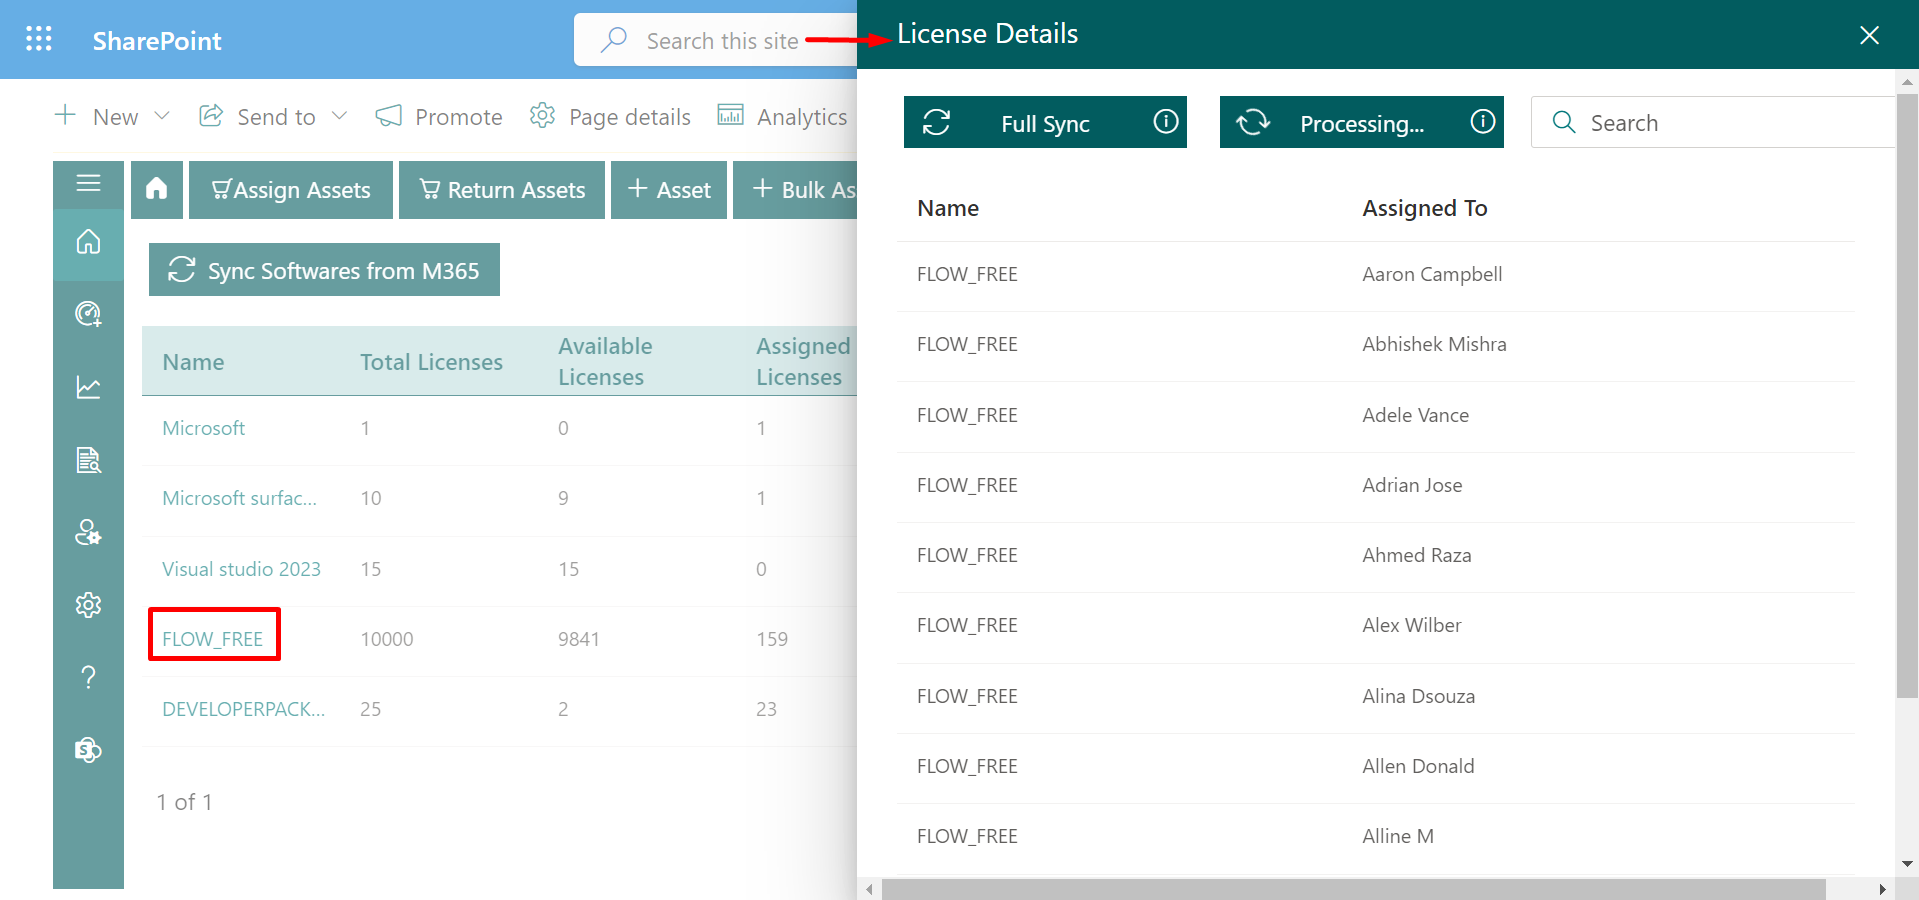 SharePoint
Search this site
New
Send to
Promote
Page details
Analytics
Assign Assets
Return Assets
Asset
Bulk As
Sync Softwares from M365
Name Total Licenses Available Licenses Assigned Licenses
Microsoft 1 0 1
Microsoft surfac... 10 9 1
Visual studio 2023 15 15 0
FLOW_FREE 10000 9841 159
DEVELOPERPACK... 25 2 23
1 of 1
License Details
Full Sync
Processing...
Search
Name Assigned To
FLOW_FREE Aaron Campbell
FLOW_FREE Abhishek Mishra
FLOW_FREE Adele Vance
FLOW_FREE Adrian Jose
FLOW_FREE Ahmed Raza
FLOW_FREE Alex Wilber
FLOW_FREE Alina Dsouza
FLOW_FREE Allen Donald
FLOW_FREE Alline M